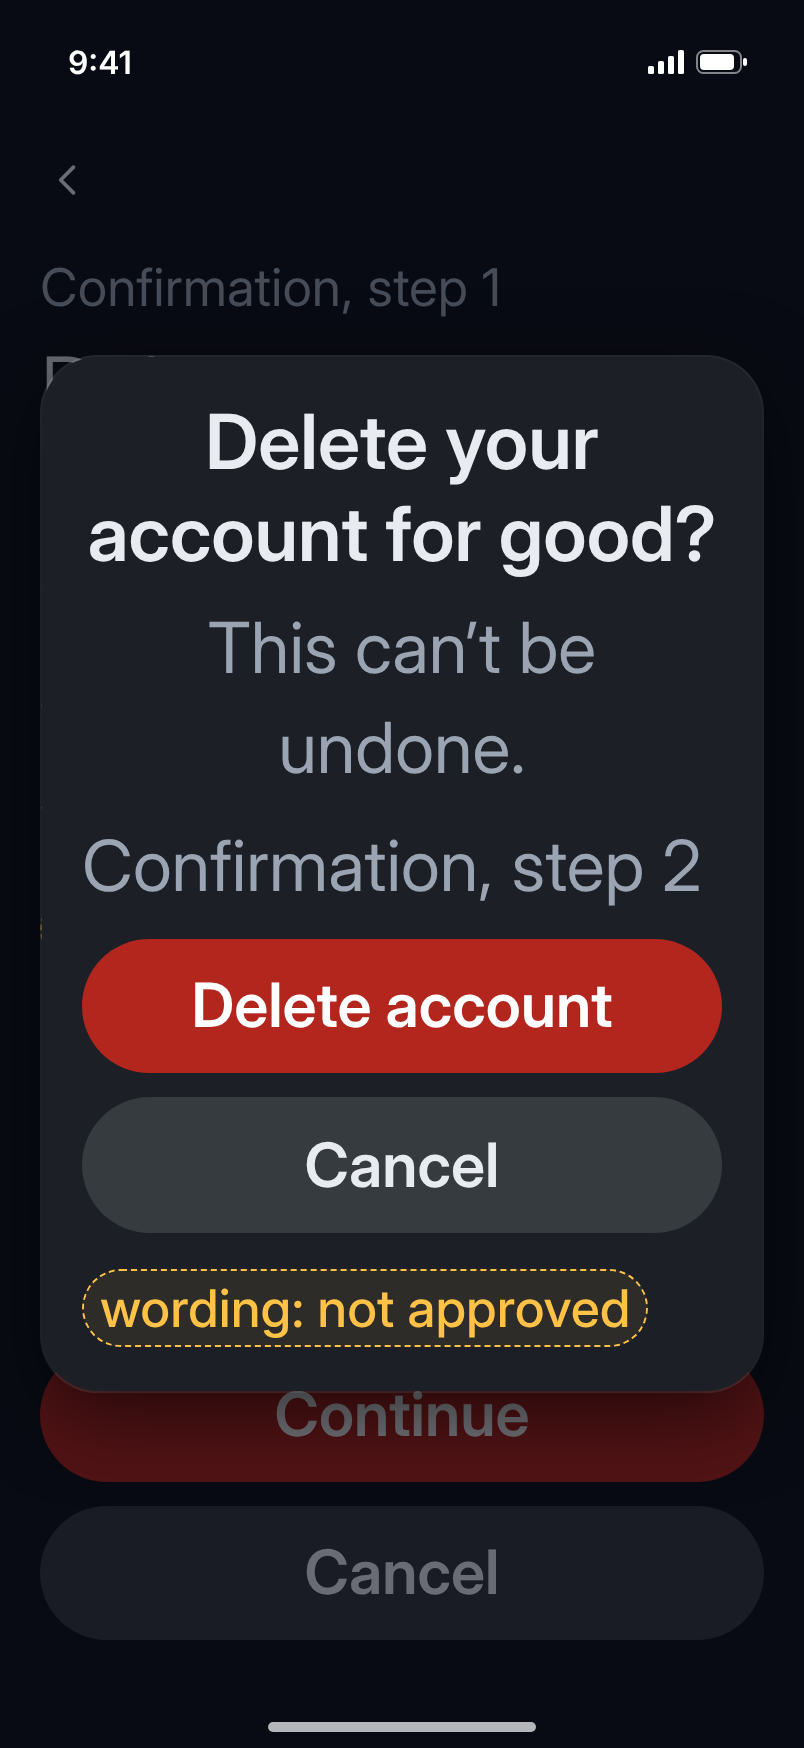 9:41
Confirmation, step 1
Delete your
account for good?
This can’t be
undone.
Confirmation, step 2
Delete account
Cancel
wording: not approved
Continue
Cancel